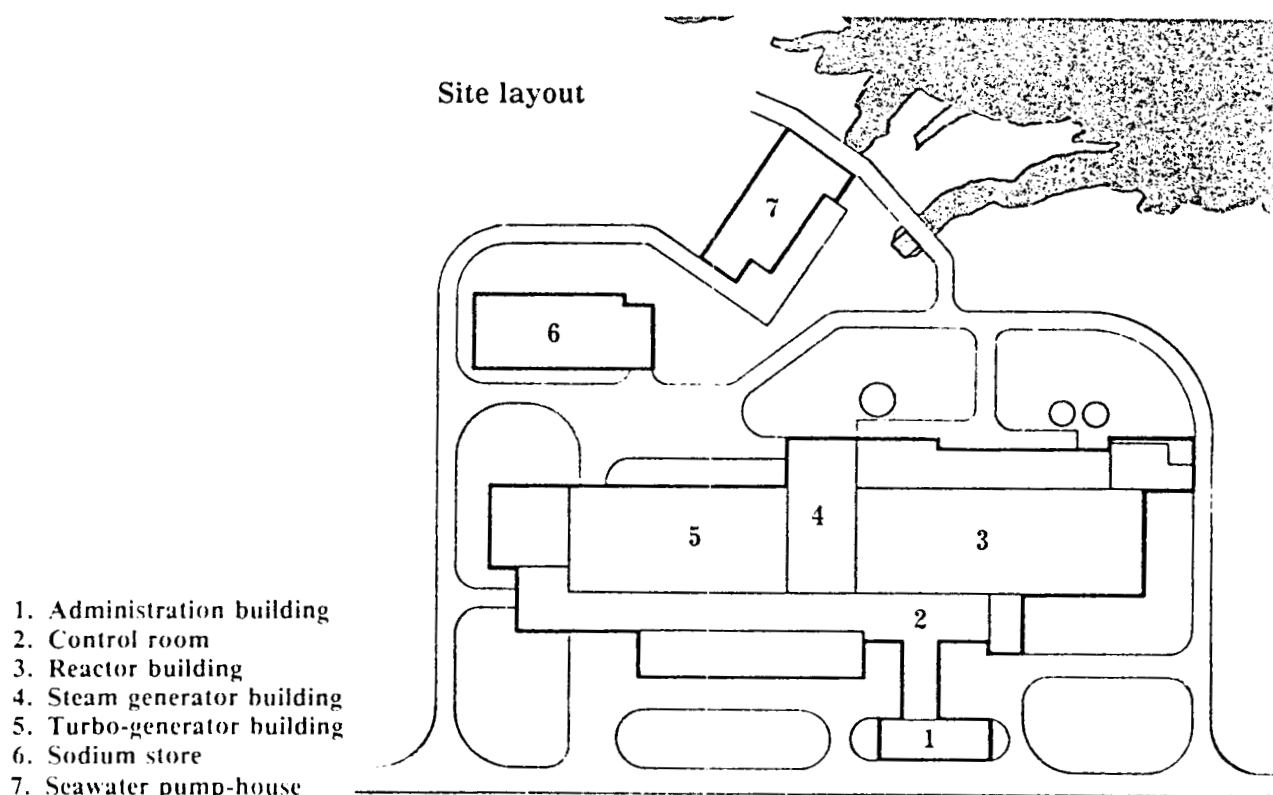 Site layout
7
6
4
5
3
2
1
1. Administration building
2. Control room
3. Reactor building
4. Steam generator building
5. Turbo-generator building
6. Sodium store
7. Seawater pump-house